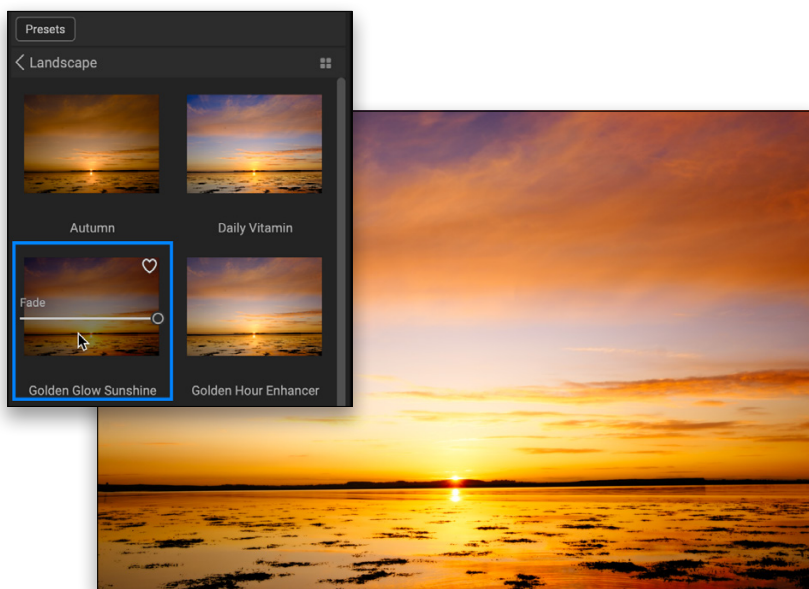 Presets
Landscape
Autumn
Daily Vitamin
Fade
Golden Glow Sunshine
Golden Hour Enhancer